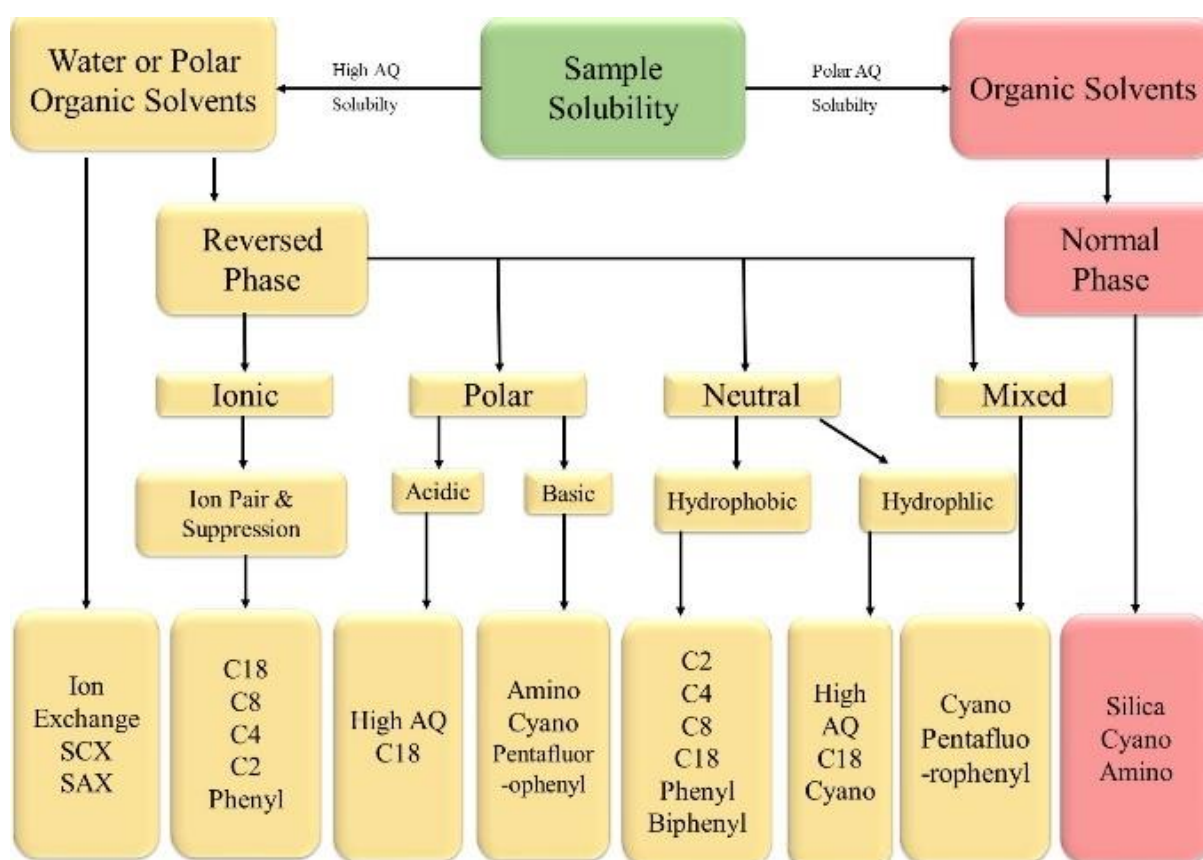 Water or Polar
Organic Solvents
High AQ
Solubilty
Sample
Solubility
Polar AQ
Solubilty
Organic Solvents
Reversed
Phase
Normal
Phase
Ionic
Polar
Neutral
Mixed
Ion Pair &
Suppression
Acidic
Basic
Hydrophobic
Hydrophlic
Ion
Exchange
SCX
SAX
C18
C8
C4
C2
Phenyl
High AQ
C18
Amino
Cyano
Pentafluor
-ophenyl
C2
C4
C8
C18
Phenyl
Biphenyl
High
AQ
C18
Cyano
Cyano
Pentafluo
-rophenyl
Silica
Cyano
Amino